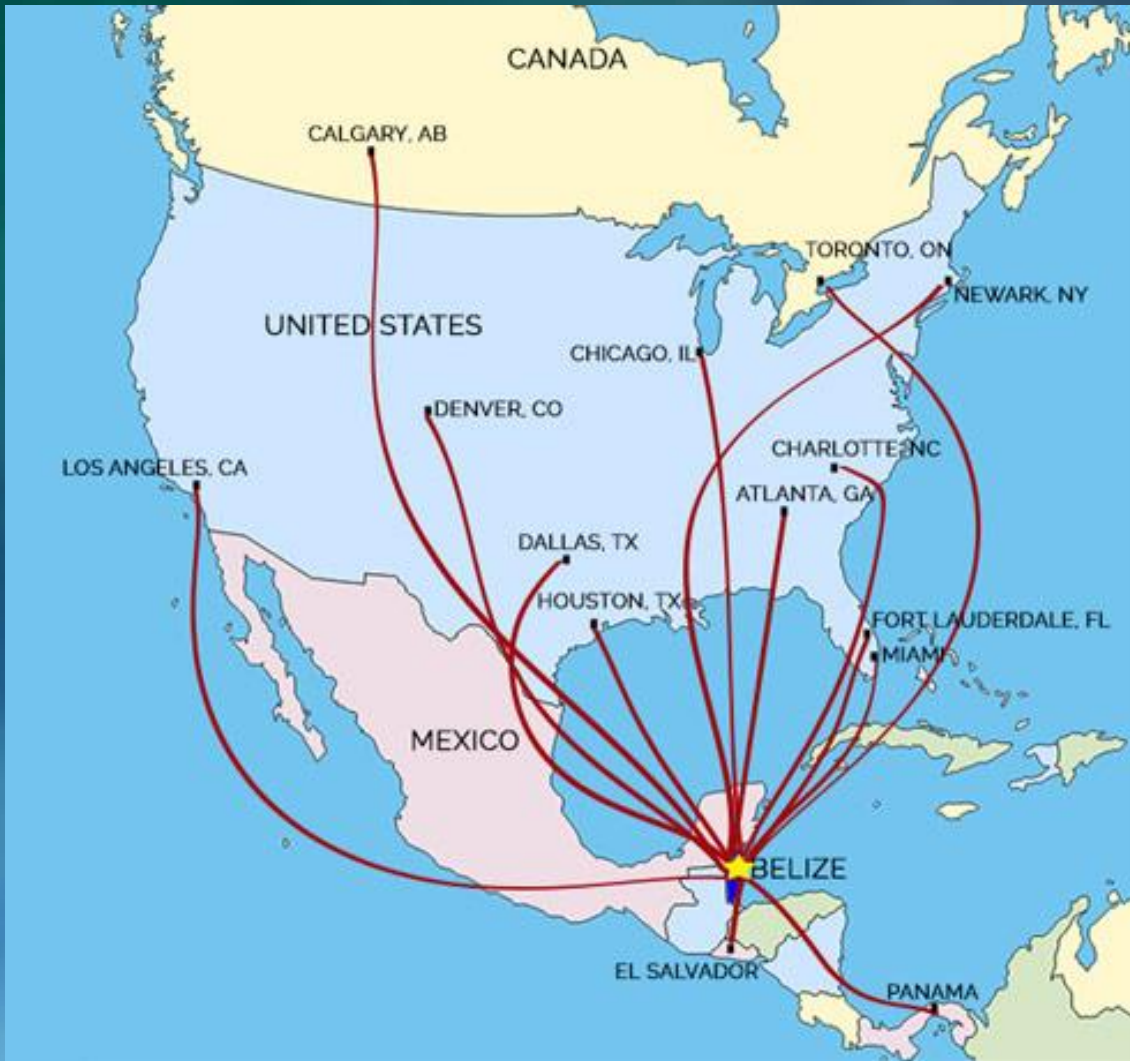 CANADA
CALGARY, AB
TORONTO, ON
NEWARK, NY
UNITED STATES
CHICAGO, IL
DENVER, CO
CHARLOTTE, NC
LOS ANGELES, CA
ATLANTA, GA
DALLAS, TX
HOUSTON, TX
FORT LAUDERDALE, FL
MIAMI
MEXICO
BELIZE
EL SALVADOR
PANAMA